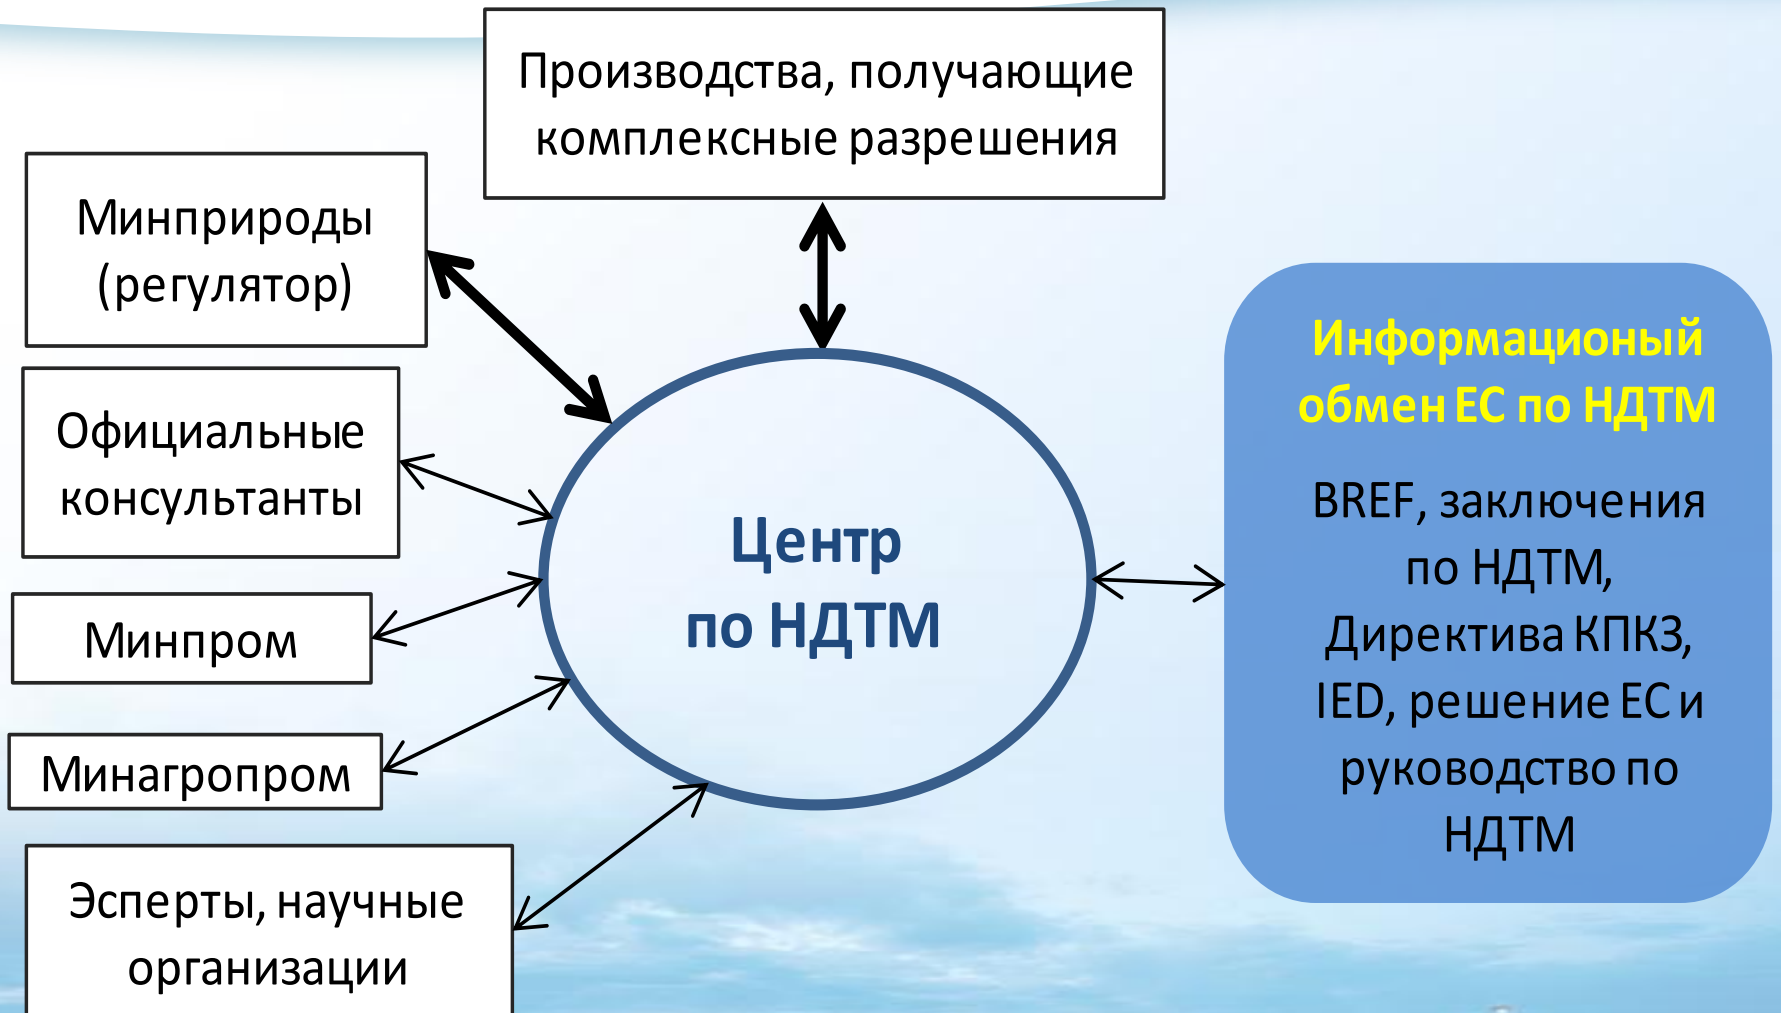 Производства, получающие
комплексные разрешения
Минприроды
(регулятор)
Официальные
консультанты
Минпром
Минагропром
Эсперты, научные
организации
Центр
по НДТМ
Информационый
обмен ЕС по НДТМ
BREF, заключения
по НДТМ,
Директива КПКЗ,
IED, решение ЕС и
руководство по
НДТМ